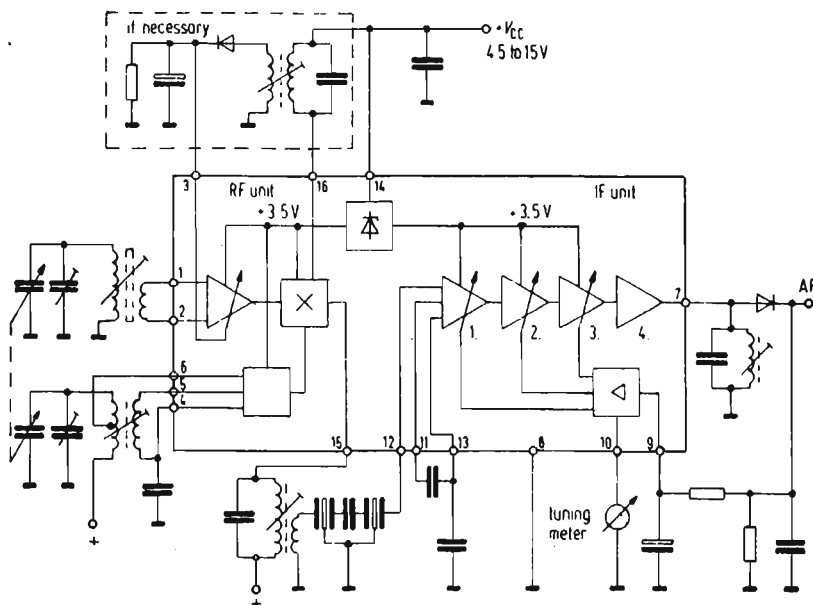 if necessary
+VCC
4.5 to 15V
3
RF unit
16
14
IF unit
+3.5V
+3.5V
1
2
7
AF
1.
2.
3.
4.
6
5
4
15
12
11
13
8
10
9
tuning
meter
+
+